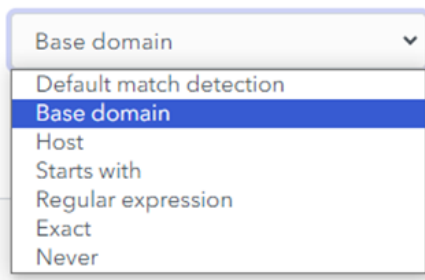 Base domain
Default match detection
Base domain
Host
Starts with
Regular expression
Exact
Never